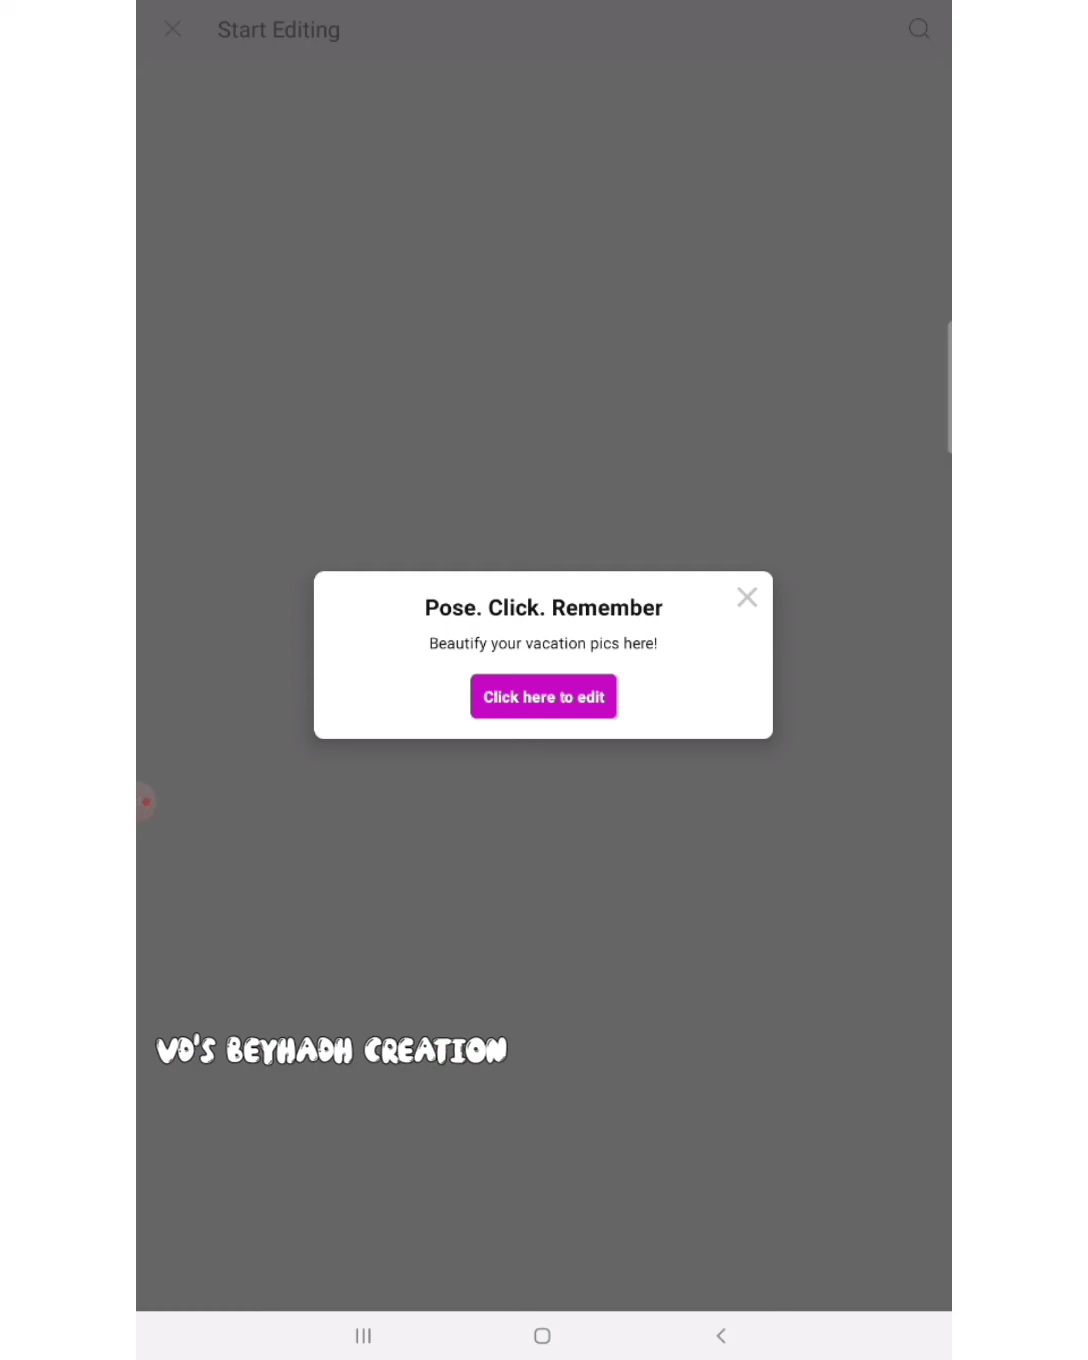 Start Editing
Pose. Click. Remember
Beautify your vacation pics here!
Click here to edit
VD'S BEYHADH CREATION